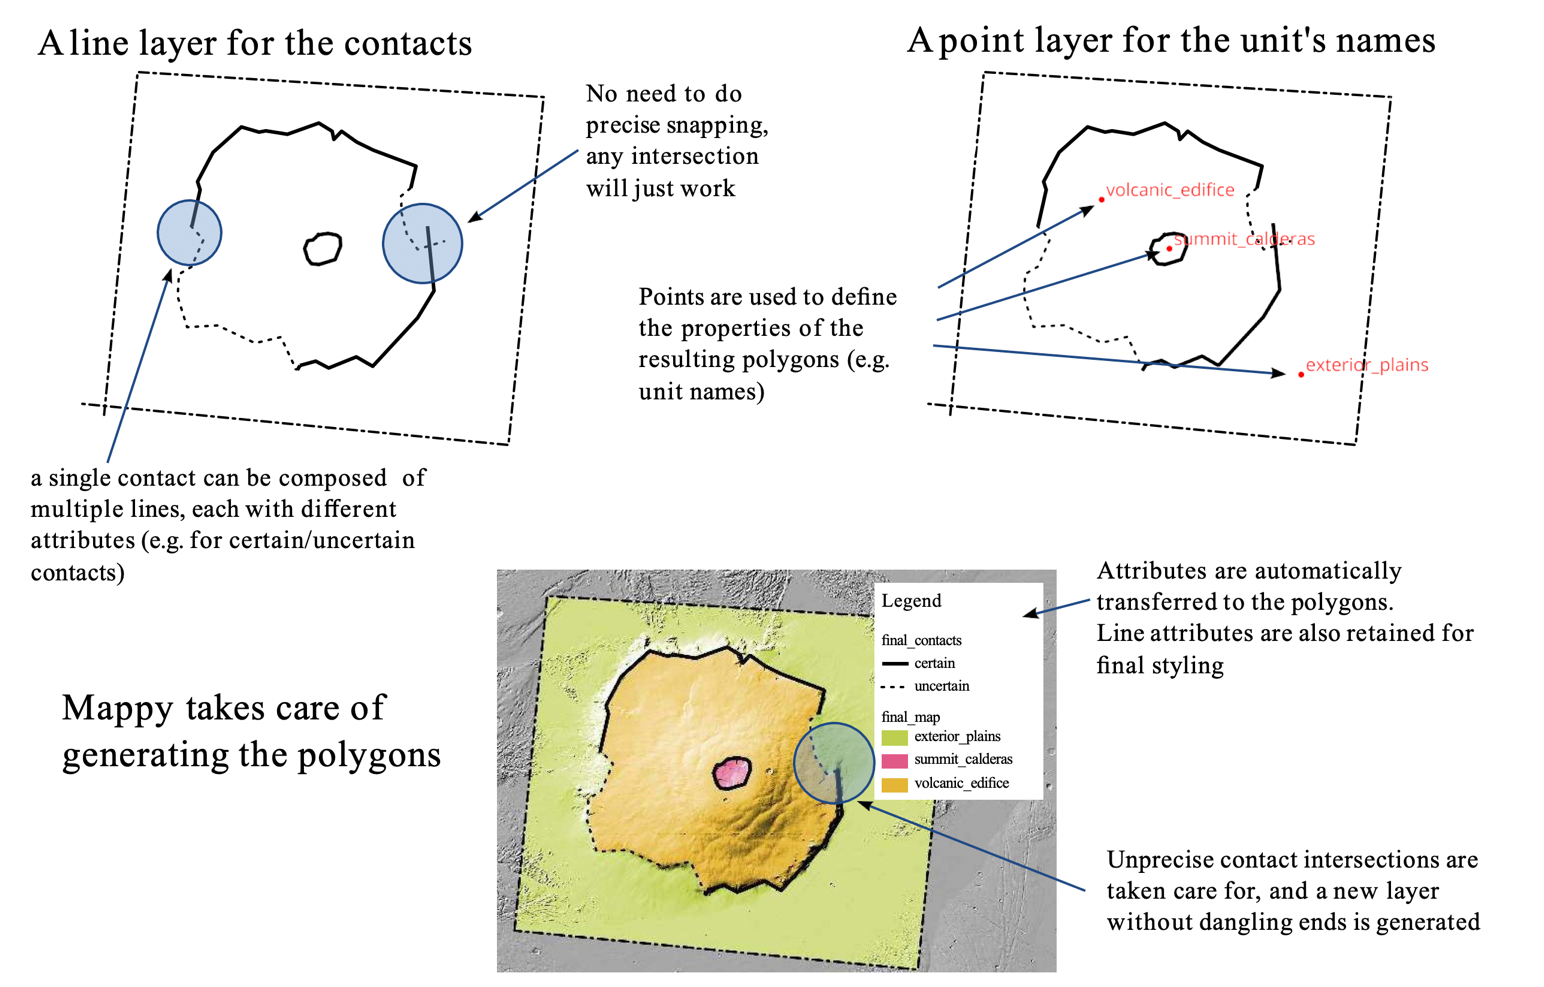 A line layer for the contacts
A point layer for the unit's names
No need to do
precise snapping,
any intersection
will just work
volcanic_edifice
summit_calderas
exterior_plains
Points are used to define
the properties of the
resulting polygons (e.g.
unit names)
a single contact can be composed of
multiple lines, each with different
attributes (e.g. for certain/uncertain
contacts)
Mappy takes care of
generating the polygons
Legend
final_contacts
certain
uncertain
final_map
exterior_plains
summit_calderas
volcanic_edifice
Attributes are automatically
transferred to the polygons.
Line attributes are also retained for
final styling
Unprecise contact intersections are
taken care for, and a new layer
without dangling ends is generated